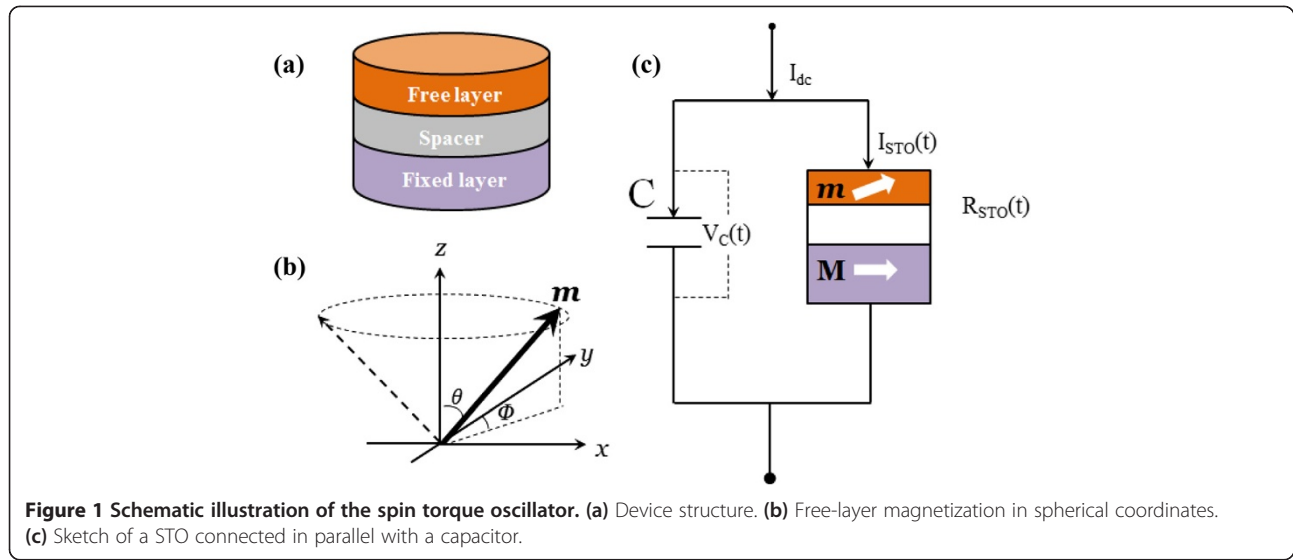 (a)
Free layer
Spacer
Fixed layer
(b)
z
m
y
θ
Φ
x
(c)
I_dc
I_STO(t)
C
V_C(t)
m
R_STO(t)
M
Figure 1 Schematic illustration of the spin torque oscillator. (a) Device structure. (b) Free-layer magnetization in spherical coordinates.
(c) Sketch of a STO connected in parallel with a capacitor.